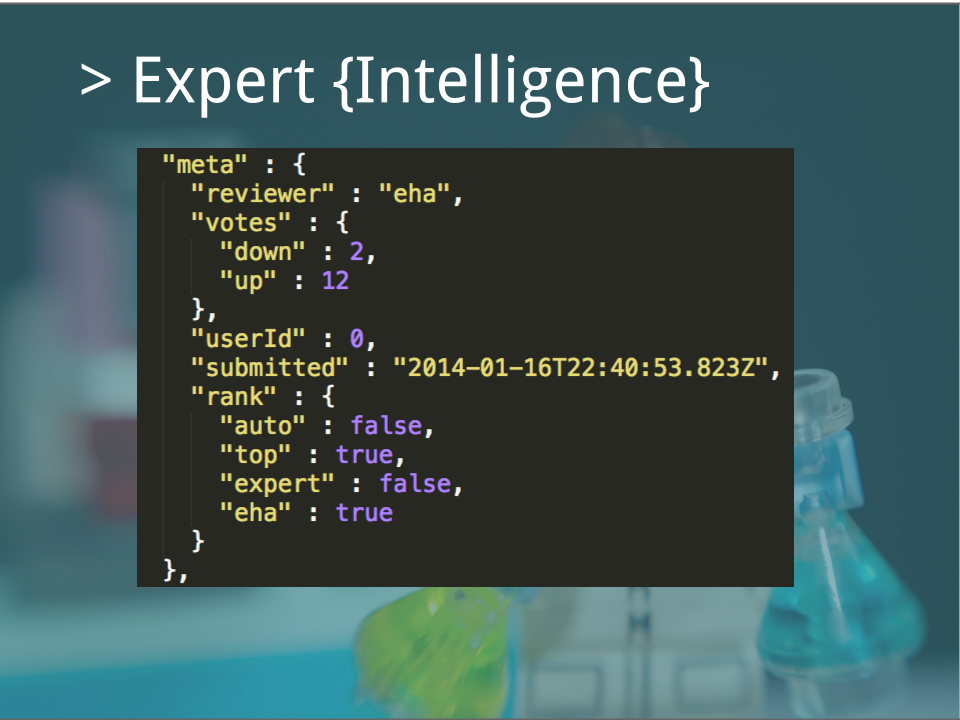 > Expert {Intelligence}
"meta" : {
"reviewer" : "eha",
"votes" : {
"down" : 2,
"up" : 12
},
"userId" : 0,
"submitted" : "2014-01-16T22:40:53.823Z",
"rank" : {
"auto" : false,
"top" : true,
"expert" : false,
"eha" : true
}
},